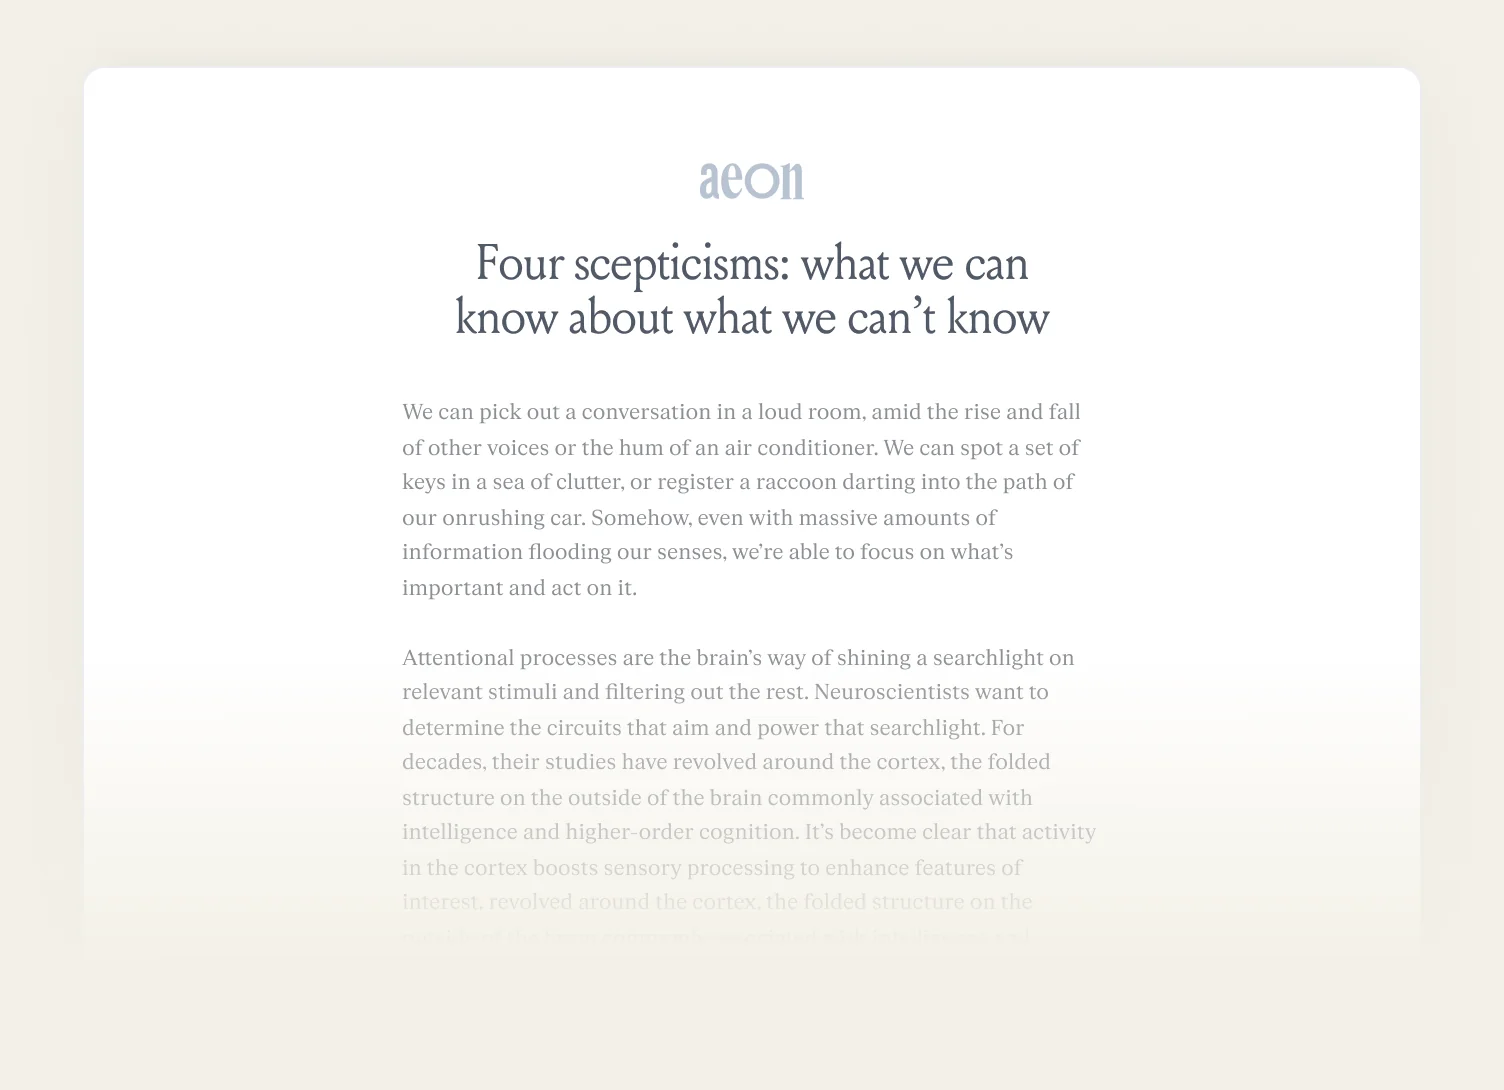 aeon
Four scepticisms: what we can
know about what we can’t know
We can pick out a conversation in a loud room, amid the rise and fall
of other voices or the hum of an air conditioner. We can spot a set of
keys in a sea of clutter, or register a raccoon darting into the path of
our onrushing car. Somehow, even with massive amounts of
information flooding our senses, we’re able to focus on what’s
important and act on it.
Attentional processes are the brain’s way of shining a searchlight on
relevant stimuli and filtering out the rest. Neuroscientists want to
determine the circuits that aim and power that searchlight. For
decades, their studies have revolved around the cortex, the folded
structure on the outside of the brain commonly associated with
intelligence and higher-order cognition. It’s become clear that activity
in the cortex boosts sensory processing to enhance features of
interest, revolved around the cortex, the folded structure on the